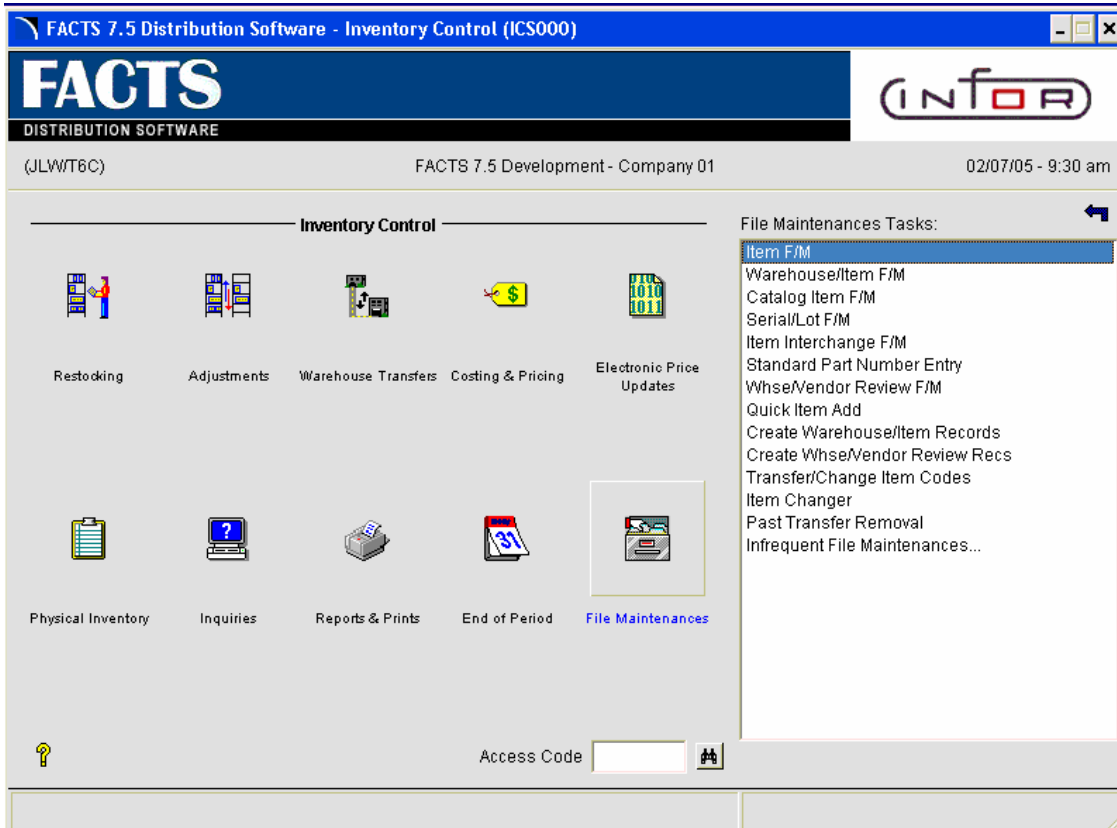 FACTS 7.5 Distribution Software - Inventory Control (ICS000)
FACTS
DISTRIBUTION SOFTWARE
infor
(JLW/T6C)
FACTS 7.5 Development - Company 01
02/07/05 - 9:30 am
Inventory Control
Restocking
Adjustments
Warehouse Transfers
Costing & Pricing
Electronic Price
Updates
Physical Inventory
Inquiries
Reports & Prints
End of Period
File Maintenances
Access Code
File Maintenances Tasks:
Item F/M
Warehouse/Item F/M
Catalog Item F/M
Serial/Lot F/M
Item Interchange F/M
Standard Part Number Entry
Whse/Vendor Review F/M
Quick Item Add
Create Warehouse/Item Records
Create Whse/Vendor Review Recs
Transfer/Change Item Codes
Item Changer
Past Transfer Removal
Infrequent File Maintenances...